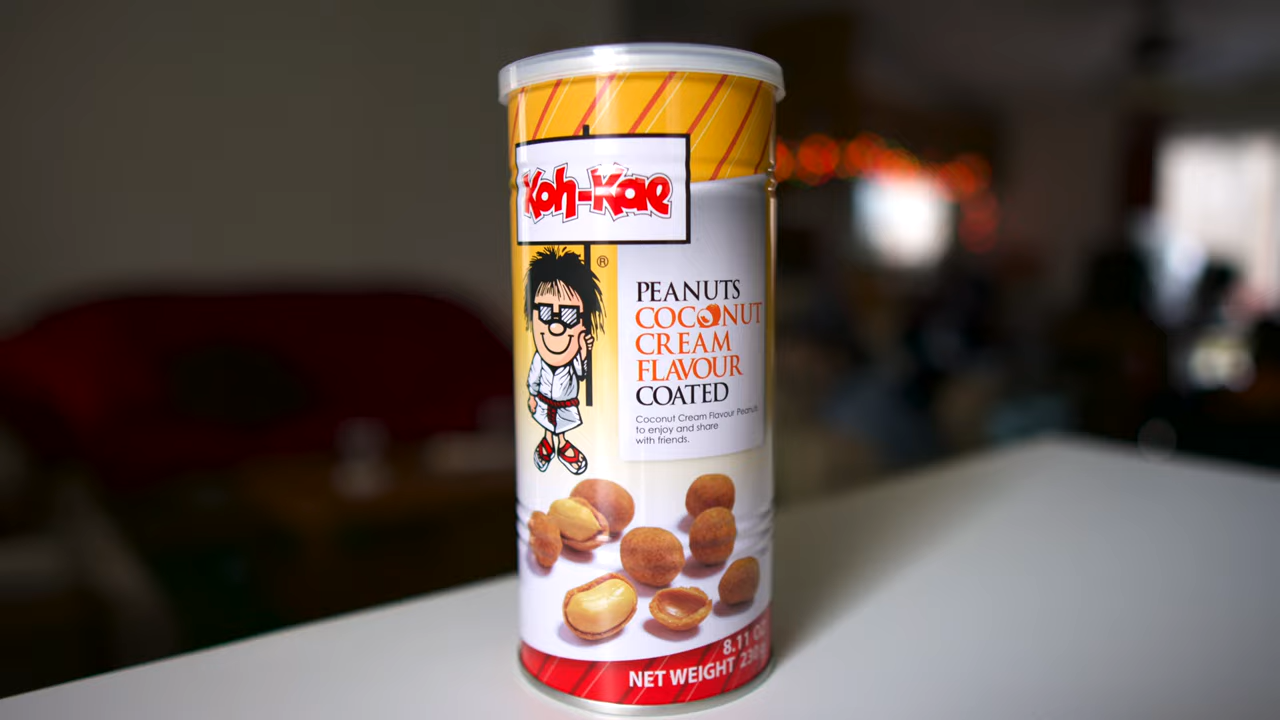 Koh-Kae
®
PEANUTS
COCONUT
CREAM
FLAVOUR
COATED
Coconut Cream Flavour Peanuts
to enjoy and share
with friends.
8.11 OZ
NET WEIGHT 230 g